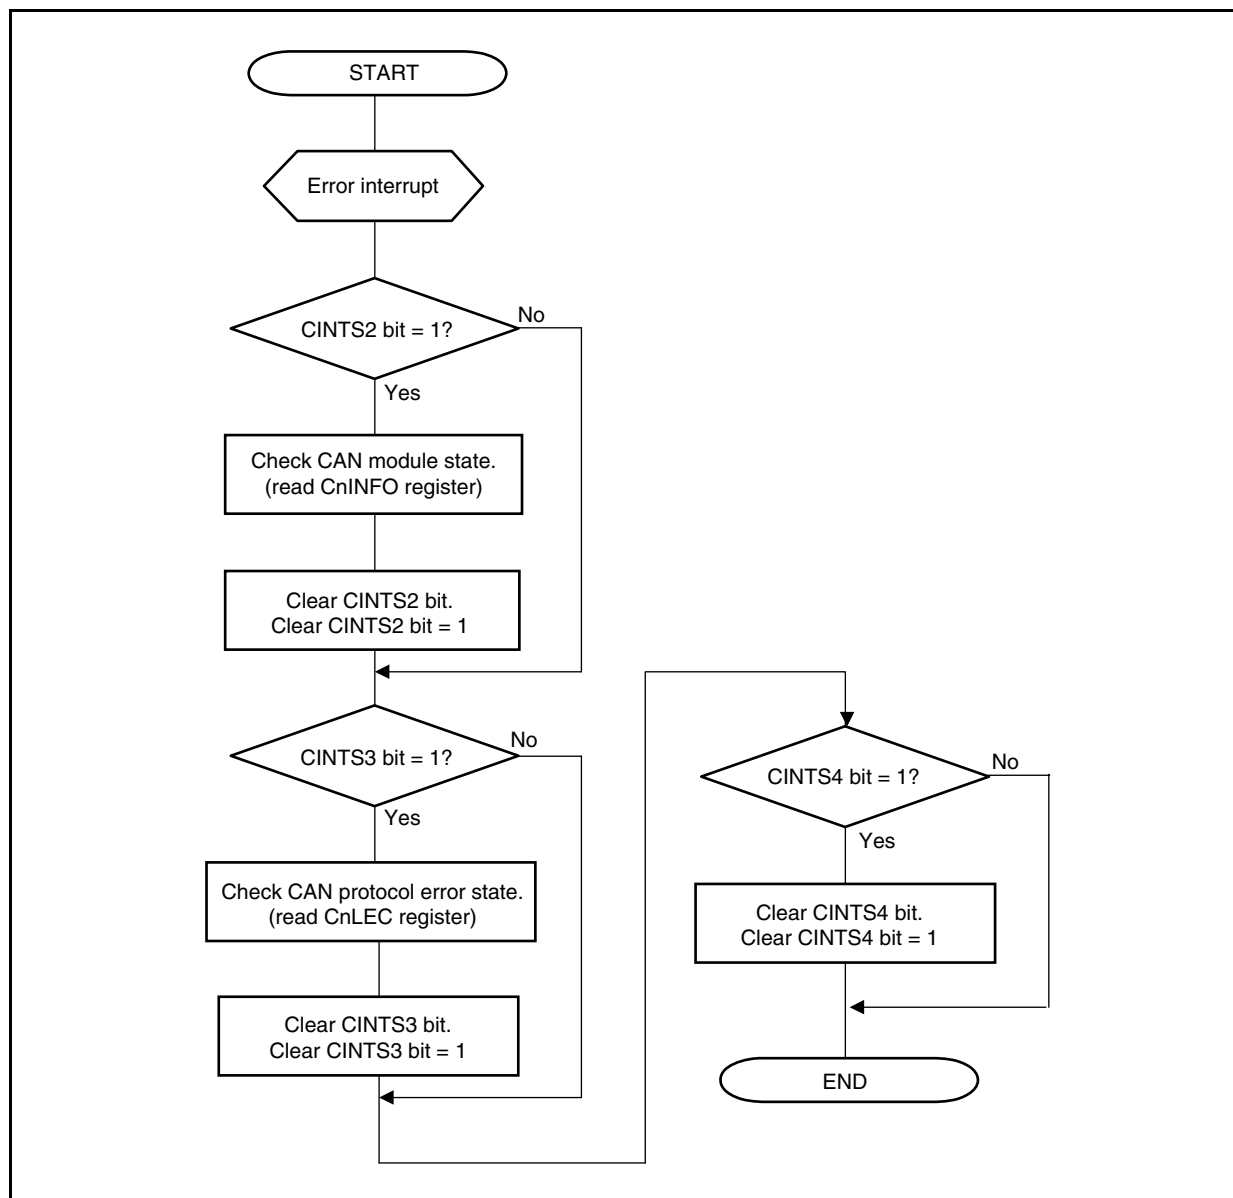 START
Error interrupt
CINTS2 bit = 1?
No
Yes
Check CAN module state.
(read CnINFO register)
Clear CINTS2 bit.
Clear CINTS2 bit = 1
CINTS3 bit = 1?
No
Yes
Check CAN protocol error state.
(read CnLEC register)
Clear CINTS3 bit.
Clear CINTS3 bit = 1
CINTS4 bit = 1?
No
Yes
Clear CINTS4 bit.
Clear CINTS4 bit = 1
END